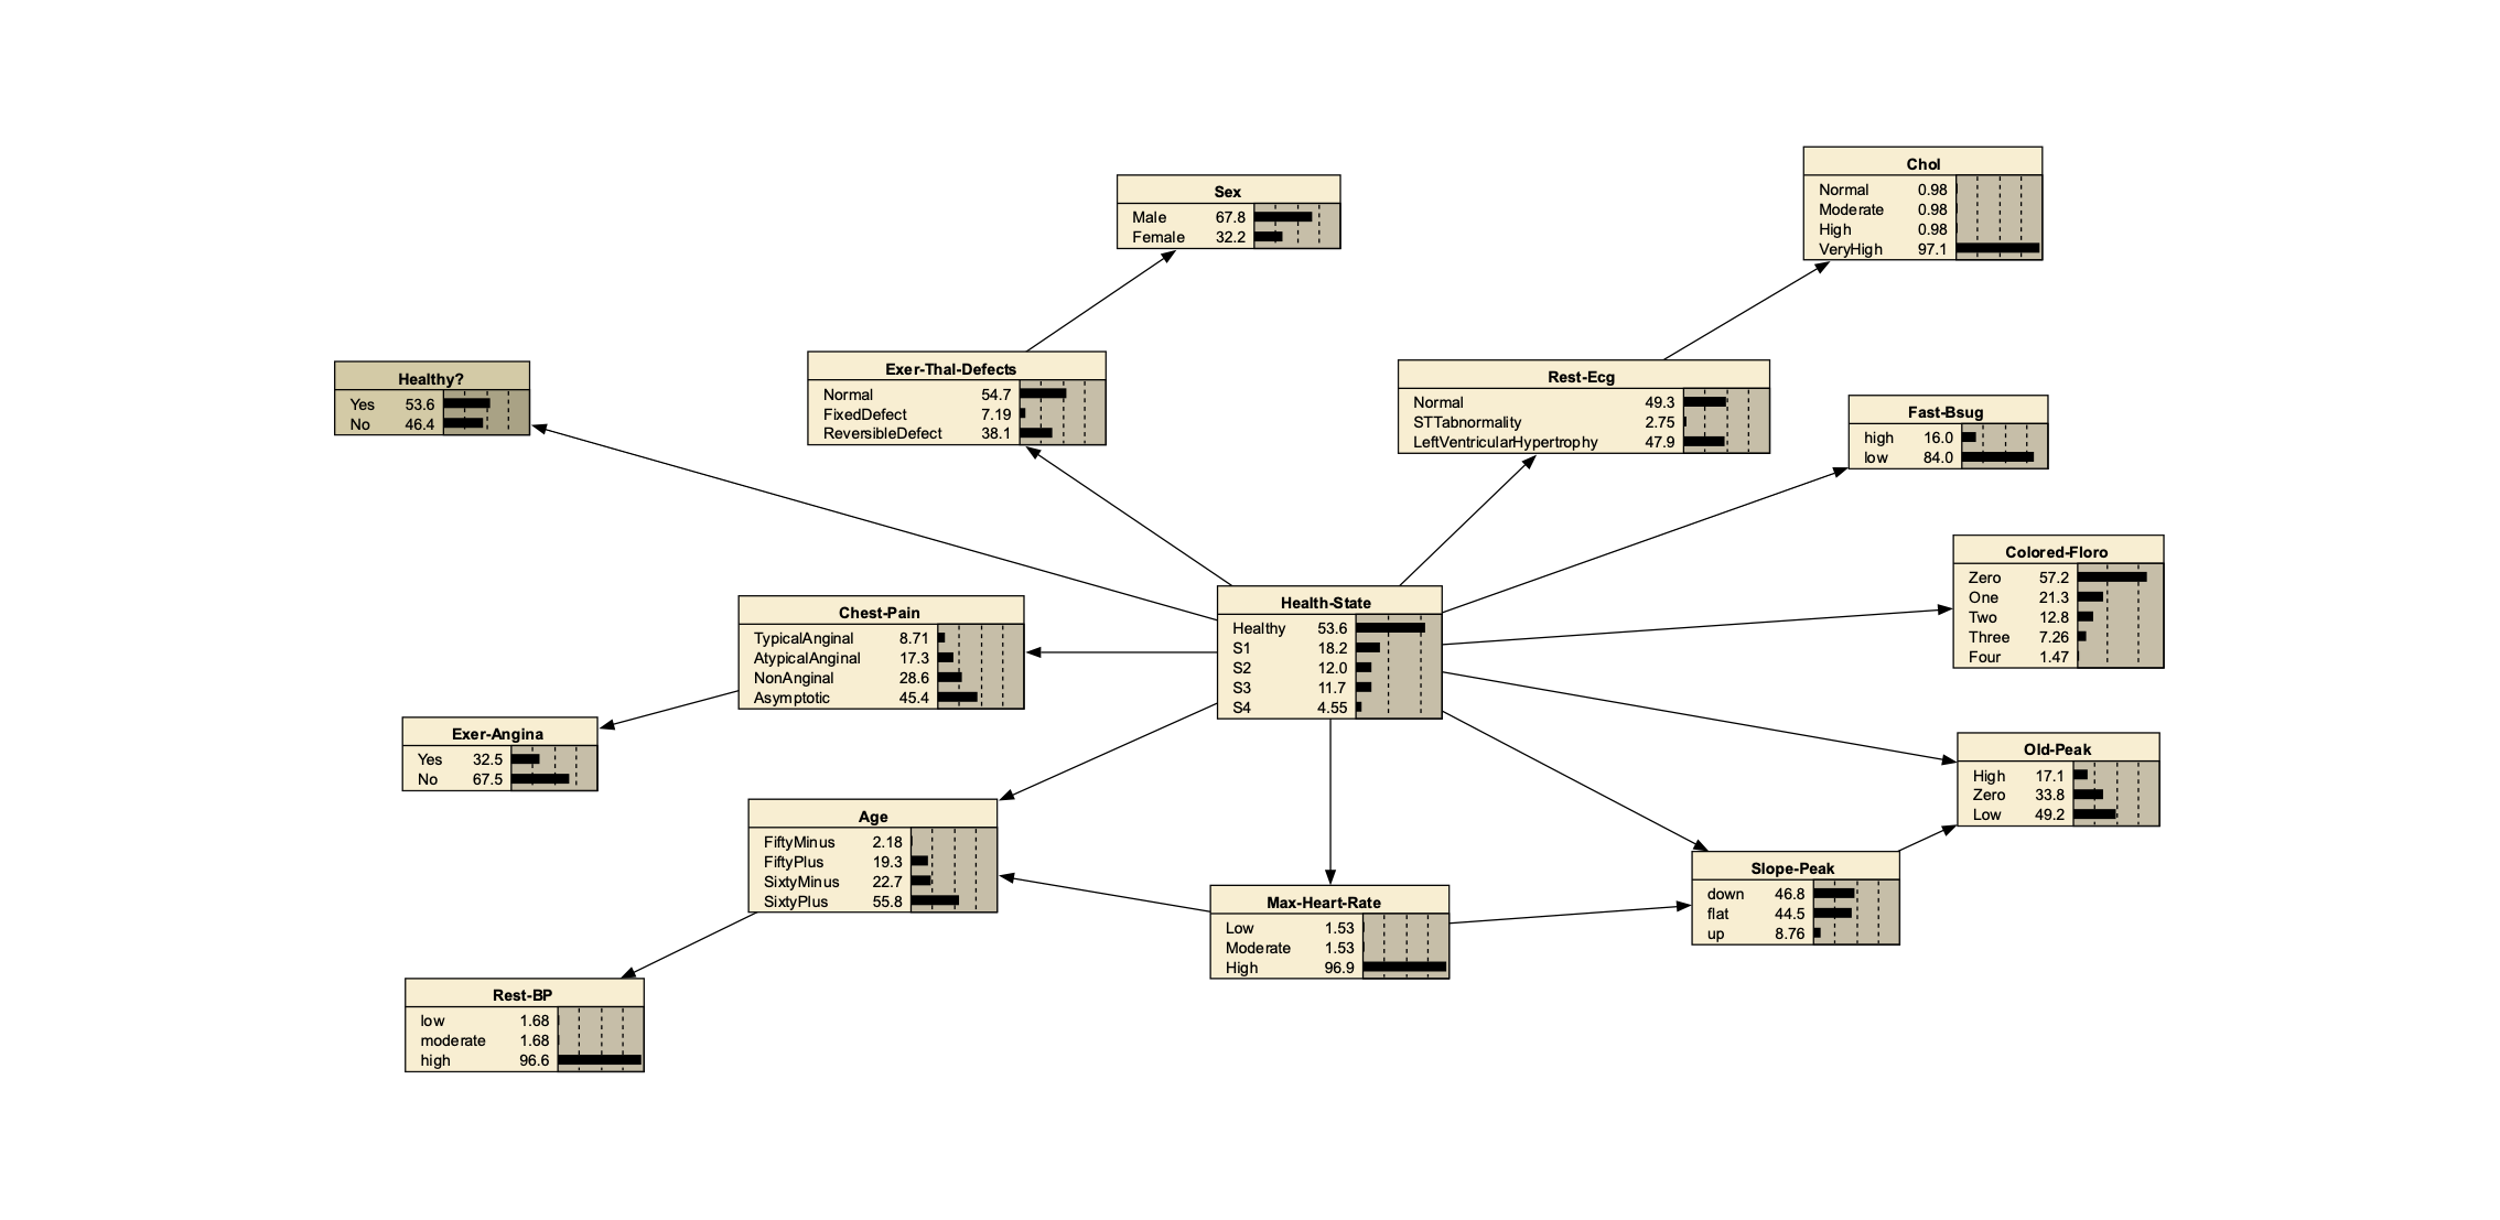 Chol
Normal 0.98
Moderate 0.98
High 0.98
VeryHigh 97.1
Sex
Male 67.8
Female 32.2
Healthy?
Yes 53.6
No 46.4
Exer-Thal-Defects
Normal 54.7
FixedDefect 7.19
ReversibleDefect 38.1
Rest-Ecg
Normal 49.3
STTabnormality 2.75
LeftVentricularHypertrophy 47.9
Fast-Bsug
high 16.0
low 84.0
Colored-Floro
Zero 57.2
One 21.3
Two 12.8
Three 7.26
Four 1.47
Health-State
Healthy 53.6
S1 18.2
S2 12.0
S3 11.7
S4 4.55
Chest-Pain
TypicalAnginal 8.71
AtypicalAnginal 17.3
NonAnginal 28.6
Asymptotic 45.4
Exer-Angina
Yes 32.5
No 67.5
Old-Peak
High 17.1
Zero 33.8
Low 49.2
Age
FiftyMinus 2.18
FiftyPlus 19.3
SixtyMinus 22.7
SixtyPlus 55.8
Slope-Peak
down 46.8
flat 44.5
up 8.76
Max-Heart-Rate
Low 1.53
Moderate 1.53
High 96.9
Rest-BP
low 1.68
moderate 1.68
high 96.6